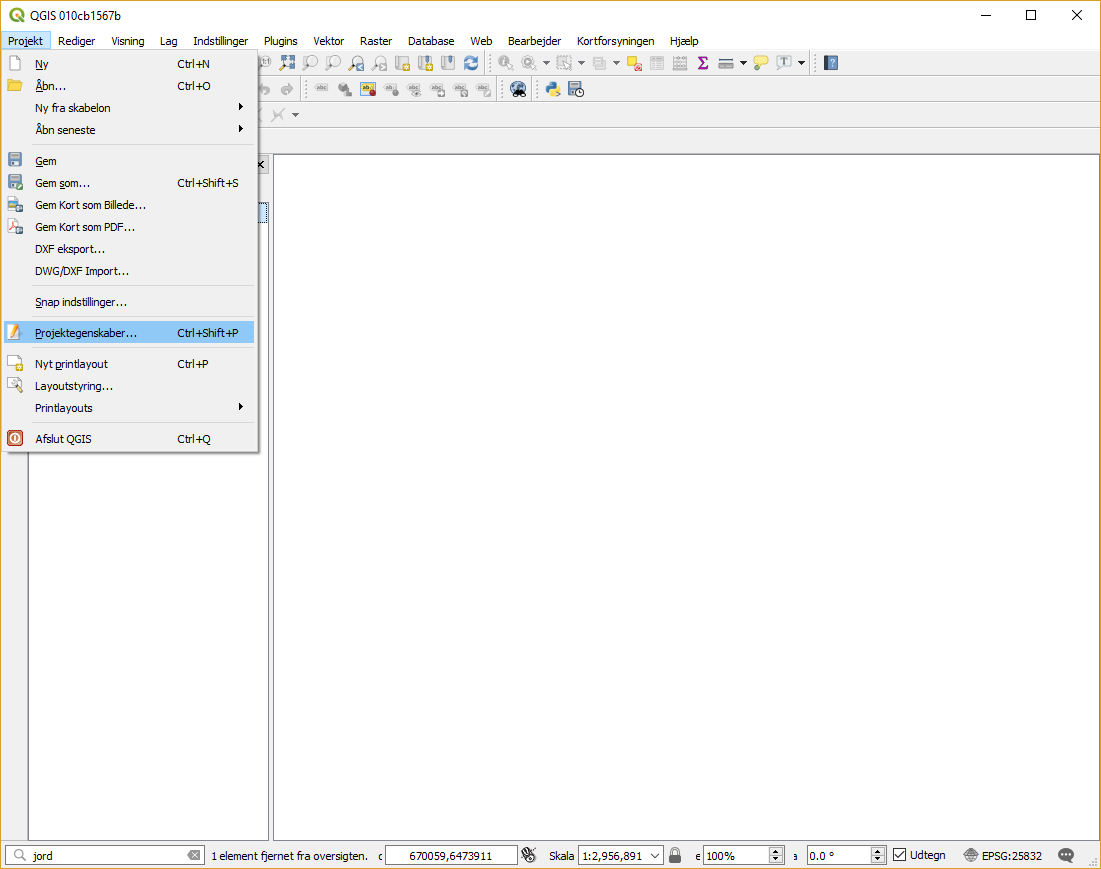 QGIS 010cb1567b
Projekt Rediger Visning Lag Indstillinger Plugins Vektor Raster Database Web Bearbejder Kortforsyningen Hjælp
Ny Ctrl+N
Åbn... Ctrl+O
Ny fra skabelon
Åbn seneste
Gem
Gem som... Ctrl+Shift+S
Gem Kort som Billede...
Gem Kort som PDF...
DXF eksport...
DWG/DXF Import...
Snap indstillinger...
Projektegenskaber... Ctrl+Shift+P
Nyt printlayout Ctrl+P
Layoutstyring...
Printlayouts
Afslut QGIS Ctrl+Q
jord 1 element fjernet fra oversigten. 670059,6473911 Skala 1:2,956,891 100% 0.0 ° Udtegn EPSG:25832